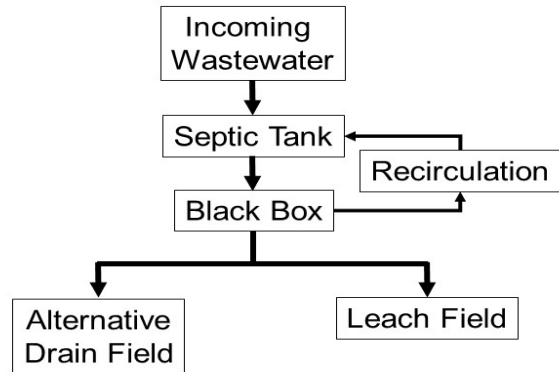 Incoming
Wastewater
Septic Tank
Recirculation
Black Box
Alternative
Drain Field
Leach Field